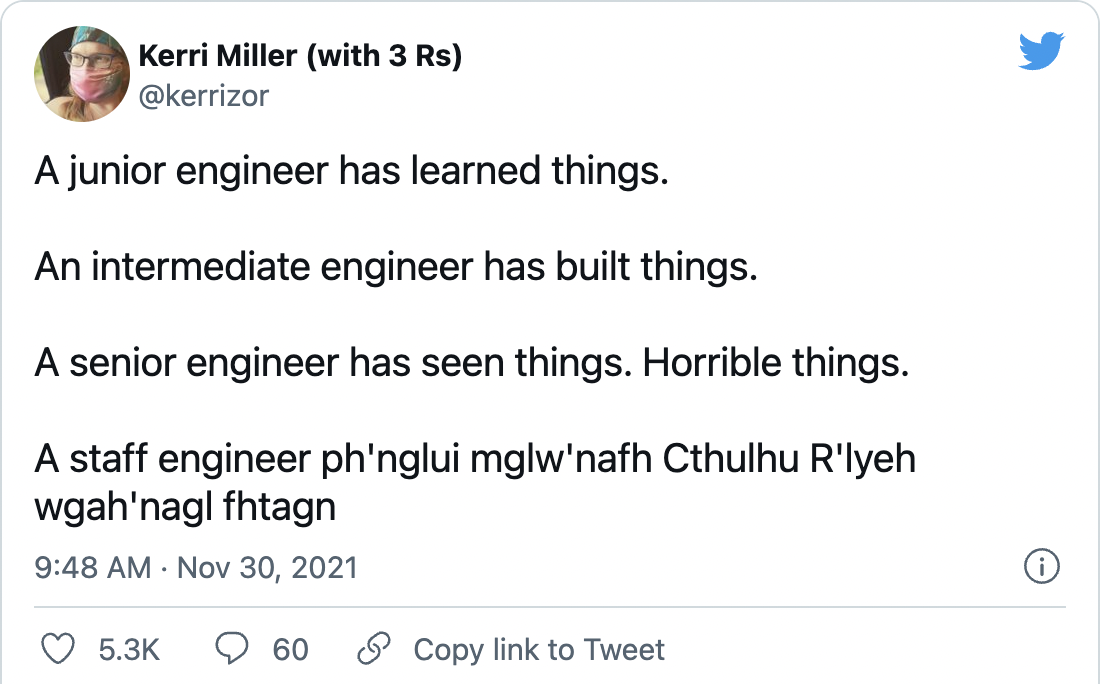 Kerri Miller (with 3 Rs)
@kerrizor
A junior engineer has learned things.
An intermediate engineer has built things.
A senior engineer has seen things. Horrible things.
A staff engineer ph'nglui mglw'nafh Cthulhu R'lyeh
wgah'nagl fhtagn
9:48 AM · Nov 30, 2021
5.3K 60 Copy link to Tweet